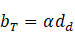 b_T = αd_d